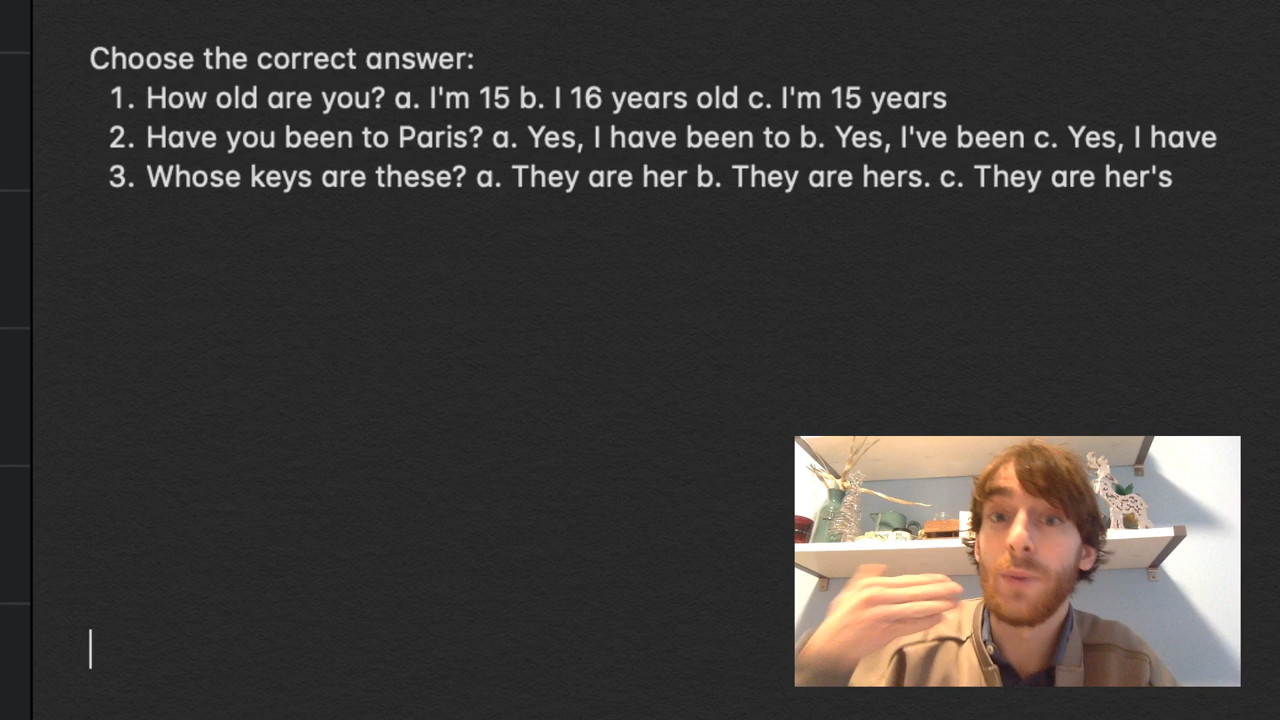 Choose the correct answer:
1. How old are you? a. I'm 15 b. I 16 years old c. I'm 15 years
2. Have you been to Paris? a. Yes, I have been to b. Yes, I've been c. Yes, I have
3. Whose keys are these? a. They are her b. They are hers. c. They are her's